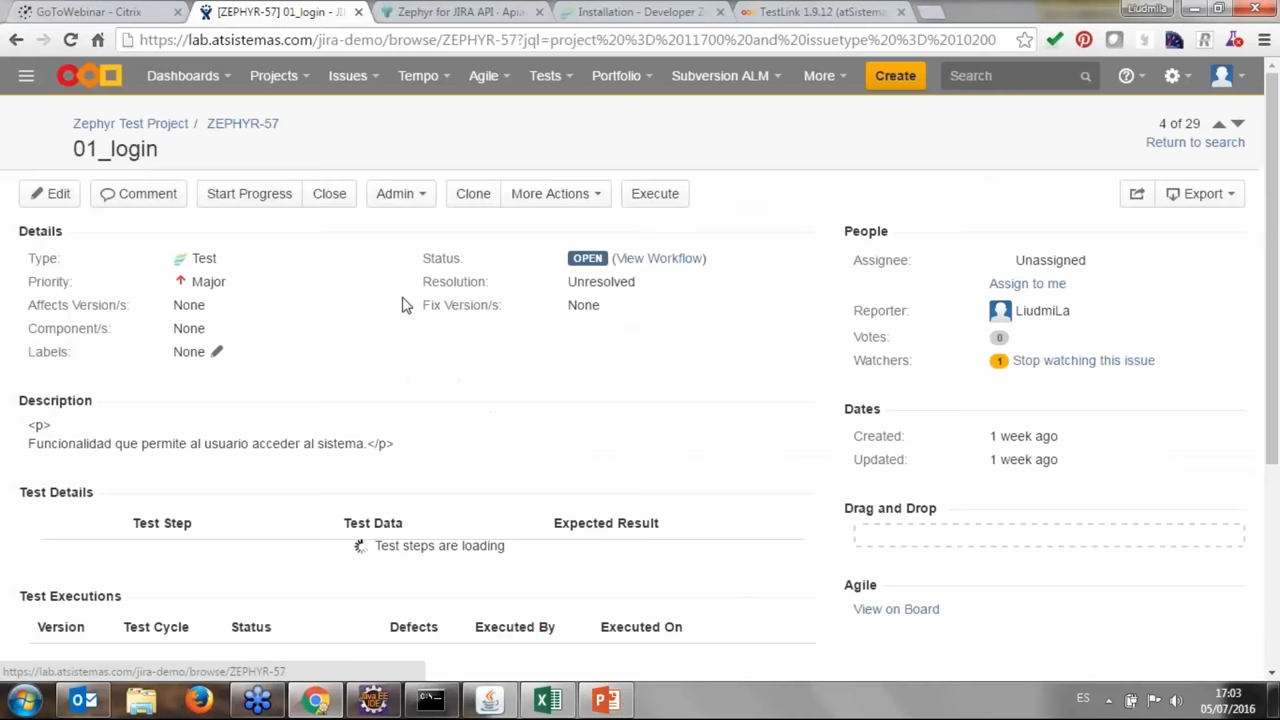 GoToWebinar - Citrix
[ZEPHYR-57] 01_login - JI
Zephyr for JIRA API · Apia
Installation - Developer Z
TestLink 1.9.12 (atSistema
Liudmila
https://lab.atsistemas.com/jira-demo/browse/ZEPHYR-57?jql=project%20%3D%2011700%20and%20issuetype%20%3D%2010200
Dashboards Projects Issues Tempo Agile Tests Portfolio Subversion ALM More Create Search
Zephyr Test Project / ZEPHYR-57
4 of 29
Return to search
01_login
Edit Comment Start Progress Close Admin Clone More Actions Execute Export
Details
Type: Test
Status: OPEN (View Workflow)
Priority: Major
Resolution: Unresolved
Affects Version/s: None
Fix Version/s: None
Component/s: None
Labels: None
Description
<p>
Funcionalidad que permite al usuario acceder al sistema.</p>
Test Details
Test Step Test Data Expected Result
Test steps are loading
Test Executions
Version Test Cycle Status Defects Executed By Executed On
People
Assignee: Unassigned
Assign to me
Reporter: LiudmiLa
Votes: 0
Watchers: 1 Stop watching this issue
Dates
Created: 1 week ago
Updated: 1 week ago
Drag and Drop
Agile
View on Board
https://lab.atsistemas.com/jira-demo/browse/ZEPHYR-57
ES
17:03
05/07/2016